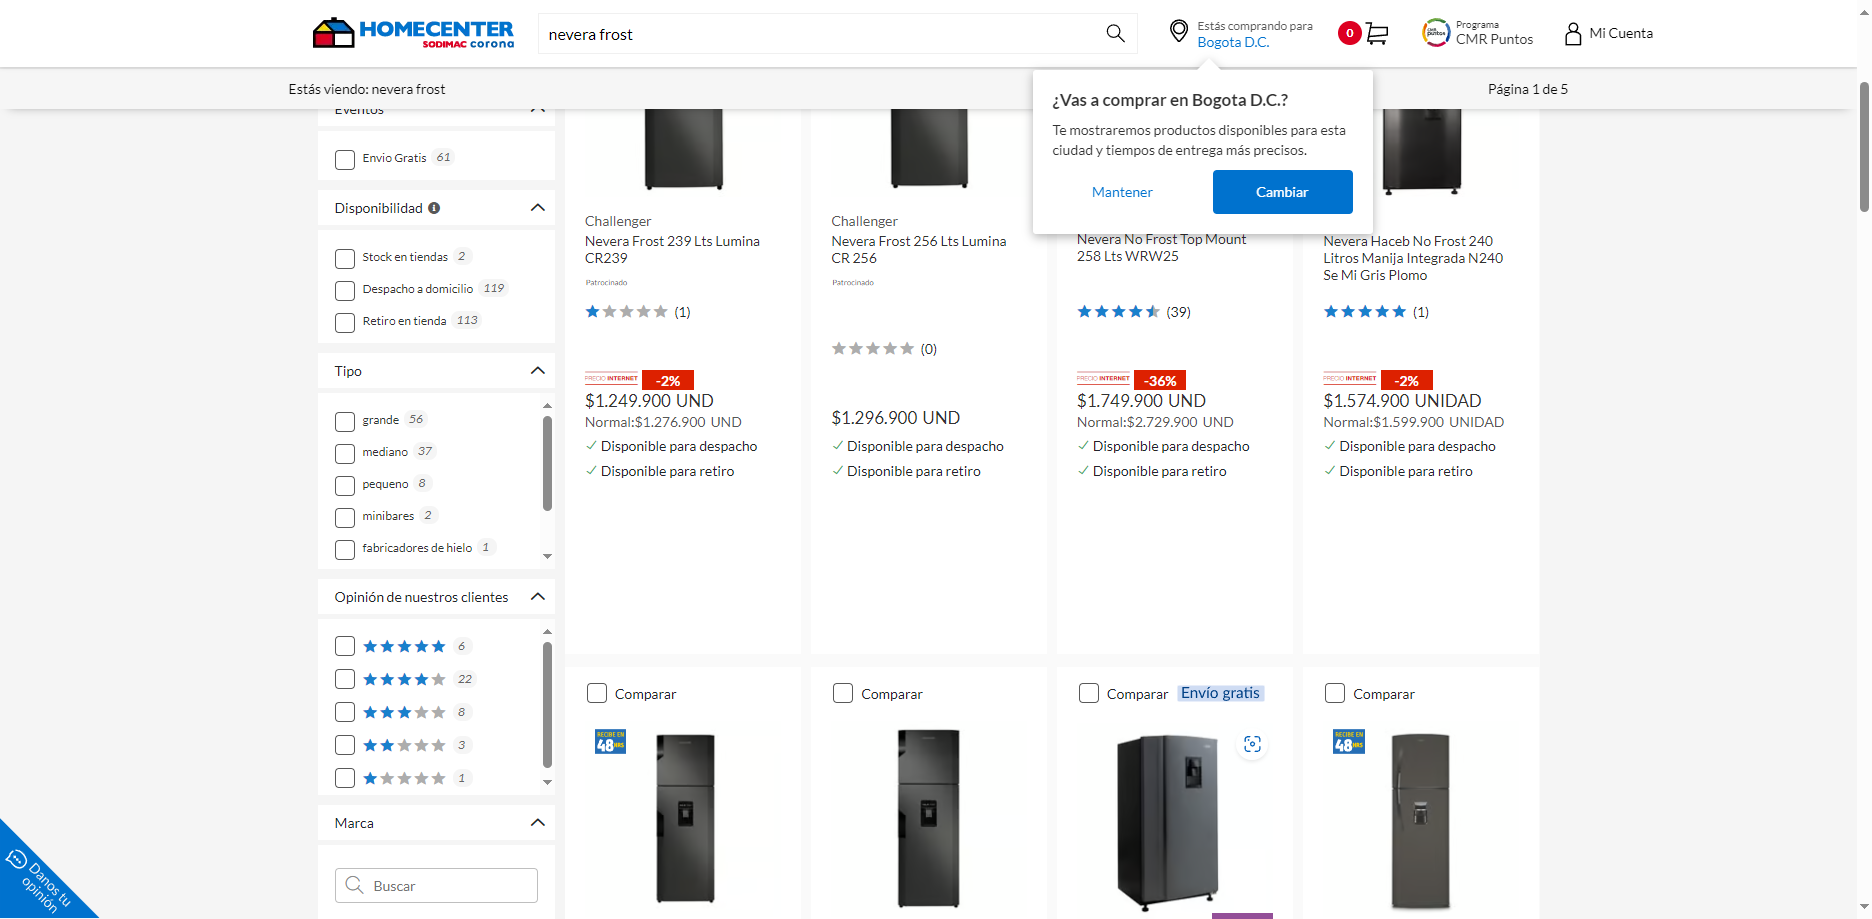 HOMECENTER
SODIMAC corona
nevera frost
Estás comprando para
Bogota D.C.
0
Programa
CMR Puntos
Mi Cuenta
Estás viendo: nevera frost
Página 1 de 5
¿Vas a comprar en Bogota D.C.?
Te mostraremos productos disponibles para esta
ciudad y tiempos de entrega más precisos.
Mantener
Cambiar
Eventos
Envio Gratis 61
Disponibilidad
Stock en tiendas 2
Despacho a domicilio 119
Retiro en tienda 113
Tipo
grande 56
mediano 37
pequeno 8
minibares 2
fabricadores de hielo 1
Opinión de nuestros clientes
6
22
8
3
1
Marca
Buscar
Danos tu
opinión
Challenger
Nevera Frost 239 Lts Lumina
CR239
Patrocinado
(1)
PRECIO INTERNET -2%
$1.249.900 UND
Normal:$1.276.900 UND
Disponible para despacho
Disponible para retiro
Challenger
Nevera Frost 256 Lts Lumina
CR 256
Patrocinado
(0)
$1.296.900 UND
Disponible para despacho
Disponible para retiro
Nevera No Frost Top Mount
258 Lts WRW25
(39)
PRECIO INTERNET -36%
$1.749.900 UND
Normal:$2.729.900 UND
Disponible para despacho
Disponible para retiro
Nevera Haceb No Frost 240
Litros Manija Integrada N240
Se Mi Gris Plomo
(1)
PRECIO INTERNET -2%
$1.574.900 UNIDAD
Normal:$1.599.900 UNIDAD
Disponible para despacho
Disponible para retiro
Comparar
RECIBE EN
48HRS
Comparar
Comparar Envío gratis
Comparar
RECIBE EN
48HRS